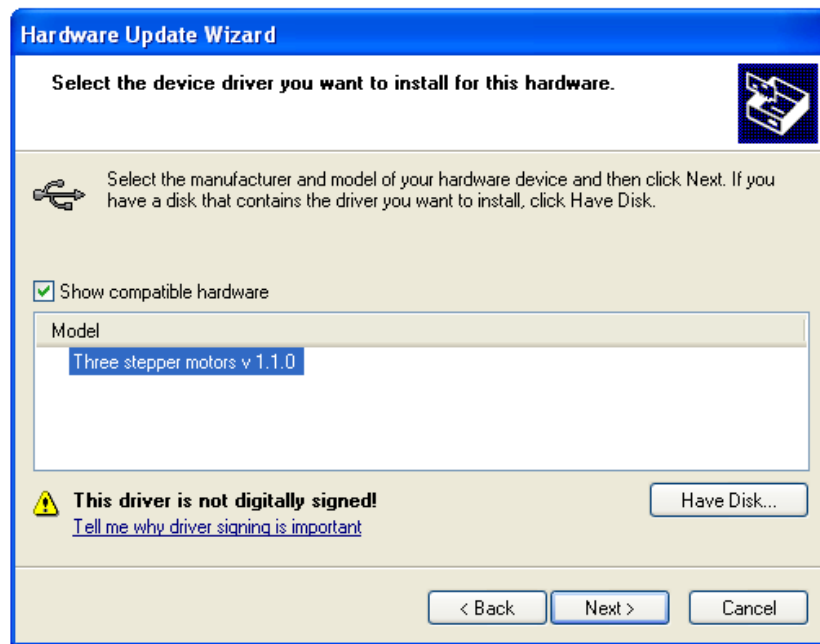 Hardware Update Wizard
Select the device driver you want to install for this hardware.
Select the manufacturer and model of your hardware device and then click Next. If you
have a disk that contains the driver you want to install, click Have Disk.
Show compatible hardware
Model
Three stepper motors v 1.1.0
This driver is not digitally signed!
Have Disk...
Tell me why driver signing is important
< Back
Next >
Cancel